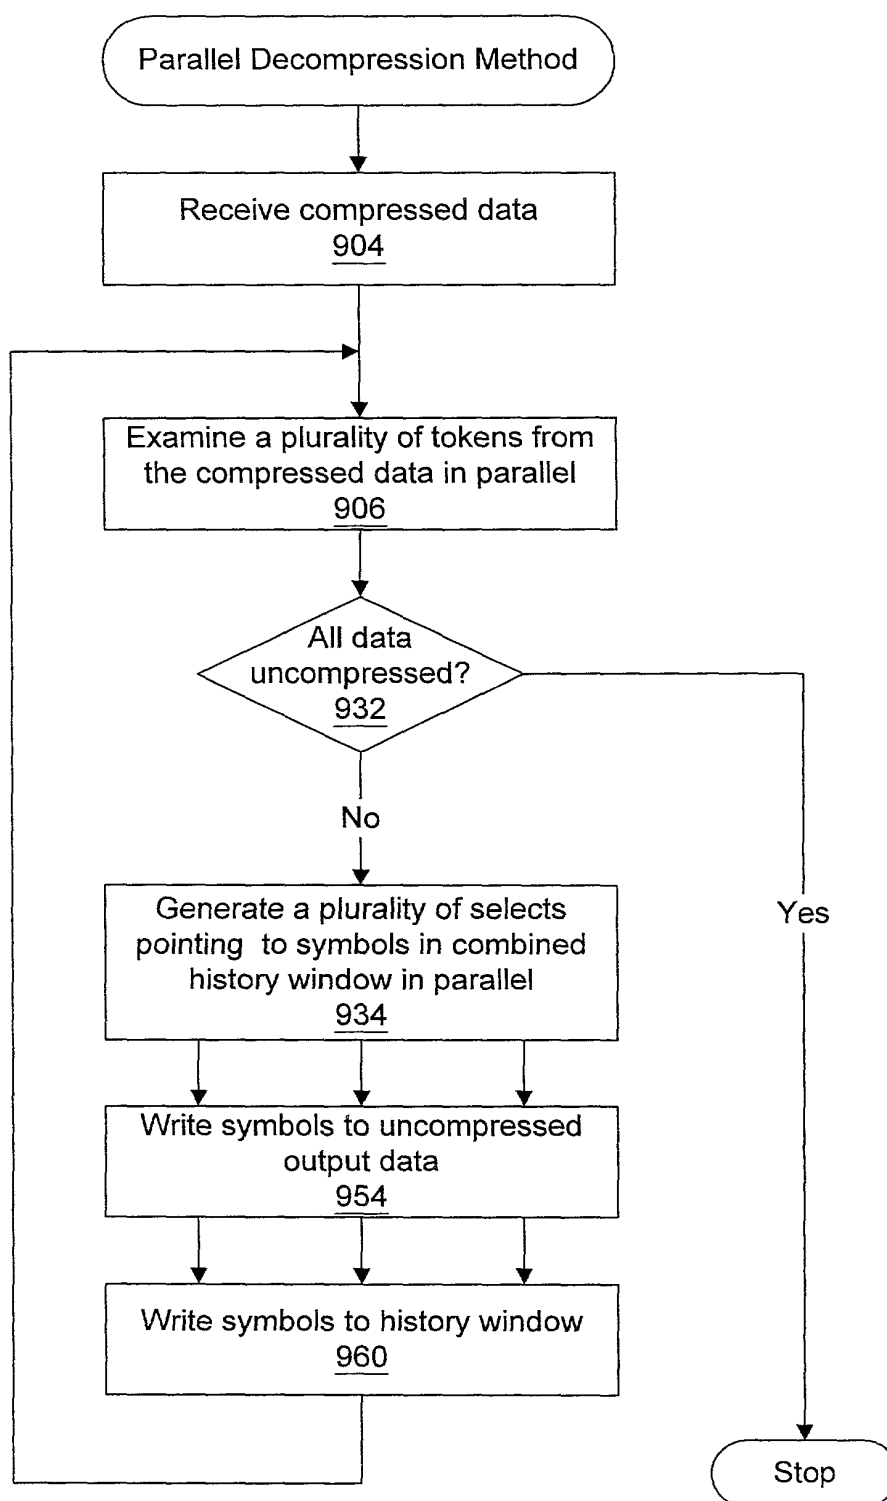 Parallel Decompression Method
Receive compressed data
904
Examine a plurality of tokens from
the compressed data in parallel
906
All data
uncompressed?
932
No
Yes
Generate a plurality of selects
pointing to symbols in combined
history window in parallel
934
Write symbols to uncompressed
output data
954
Write symbols to history window
960
Stop